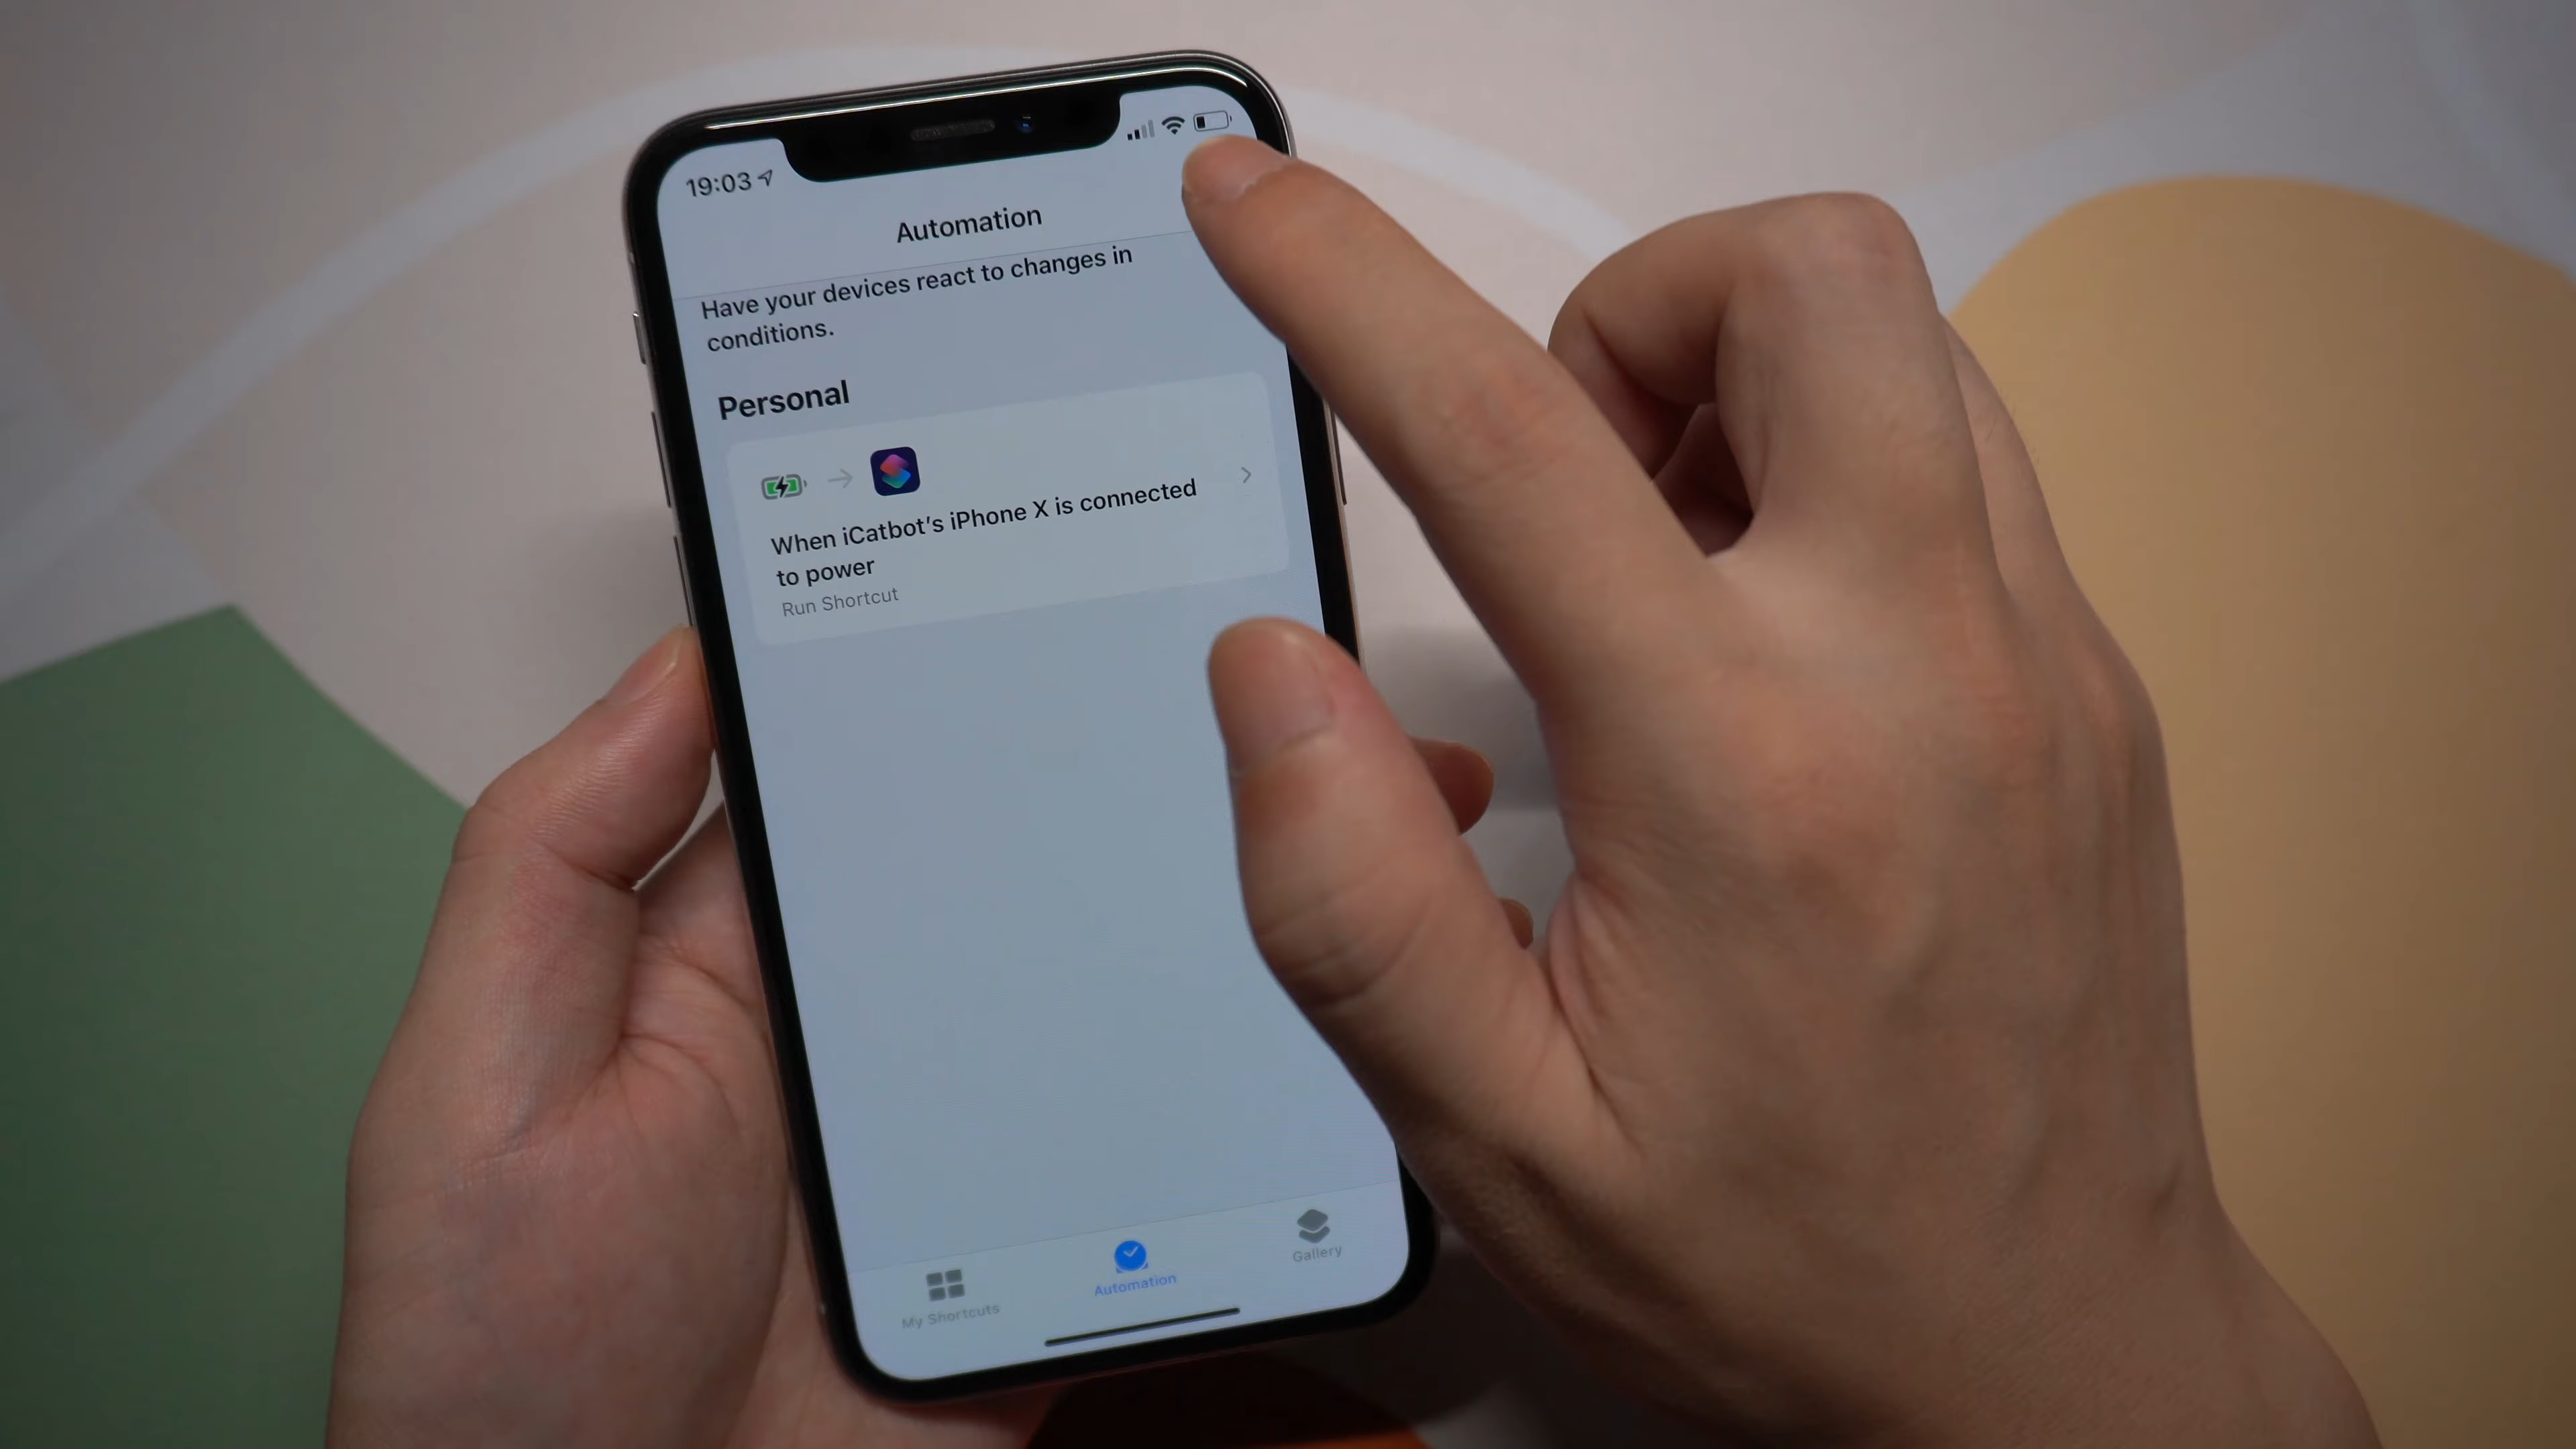 19:03
Automation
Have your devices react to changes in
conditions.
Personal
When iCatbot's iPhone X is connected
to power
Run Shortcut
My Shortcuts
Automation
Gallery